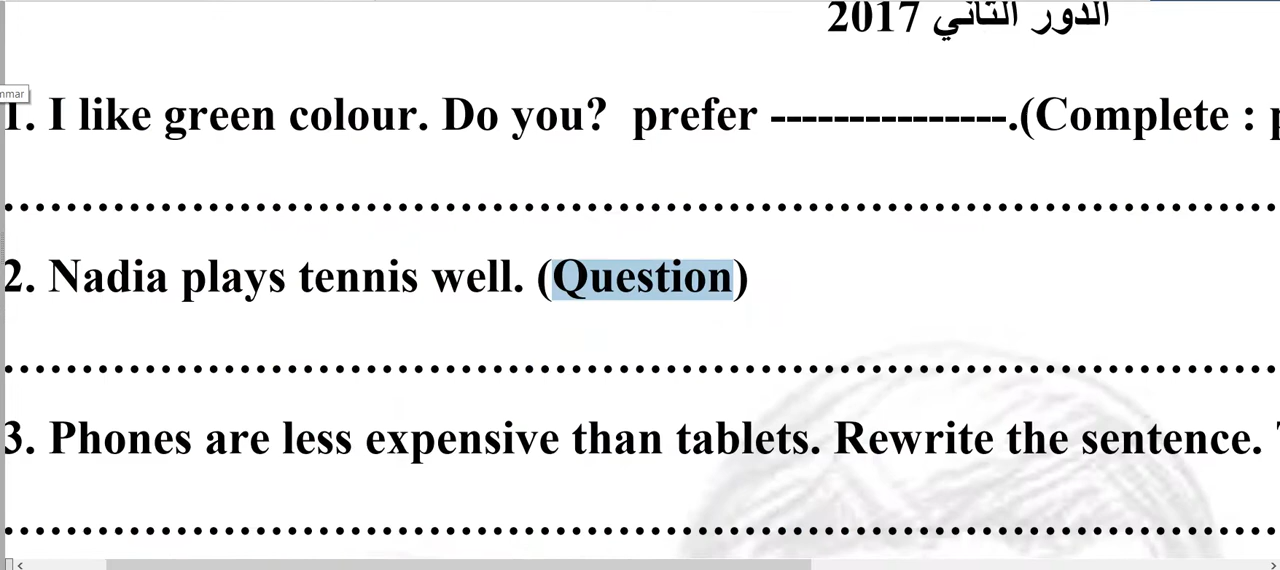 الدور الثاني 2017
mmar
1. I like green colour. Do you?  prefer ---------------.(Complete :
2. Nadia plays tennis well. (Question)
3. Phones are less expensive than tablets. Rewrite the sentence.